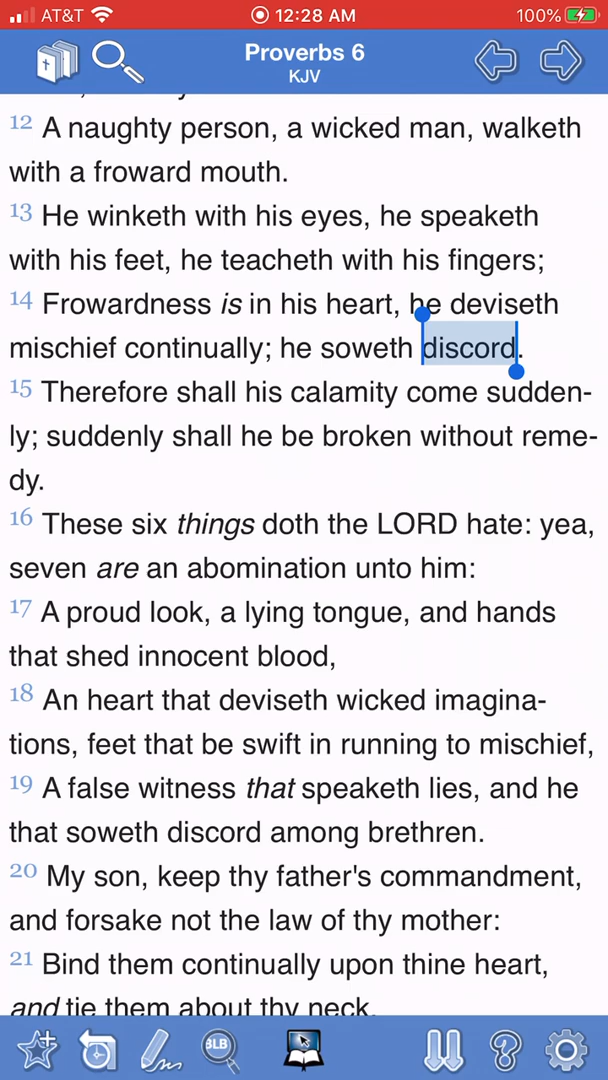 AT&T 12:28 AM 100%
Proverbs 6
KJV
12 A naughty person, a wicked man, walketh
with a froward mouth.
13 He winketh with his eyes, he speaketh
with his feet, he teacheth with his fingers;
14 Frowardness is in his heart, he deviseth
mischief continually; he soweth discord.
15 Therefore shall his calamity come sudden-
ly; suddenly shall he be broken without reme-
dy.
16 These six things doth the LORD hate: yea,
seven are an abomination unto him:
17 A proud look, a lying tongue, and hands
that shed innocent blood,
18 An heart that deviseth wicked imagina-
tions, feet that be swift in running to mischief,
19 A false witness that speaketh lies, and he
that soweth discord among brethren.
20 My son, keep thy father's commandment,
and forsake not the law of thy mother:
21 Bind them continually upon thine heart,
and tie them about thy neck.
BLB